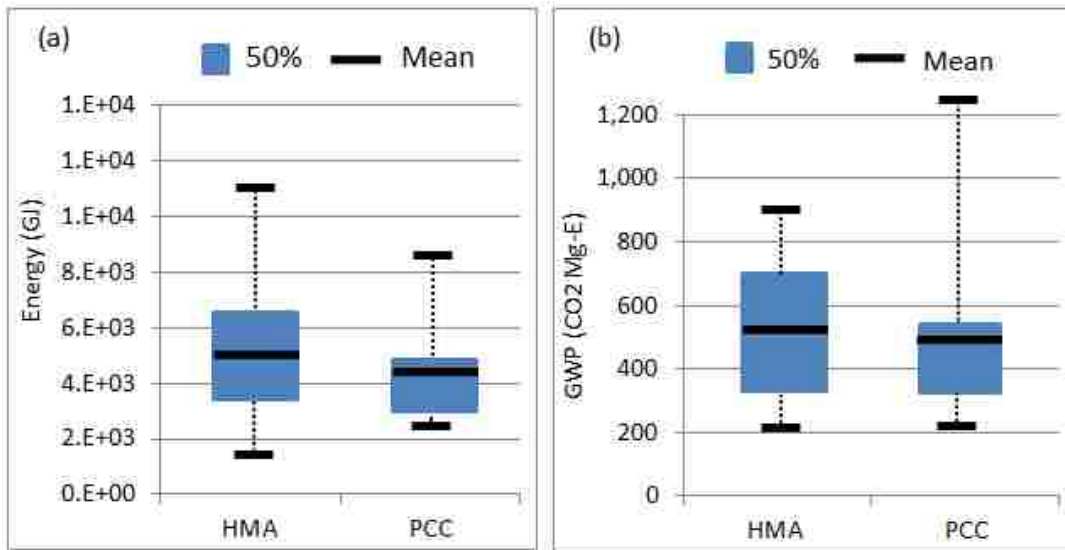 (a)
50% Mean
1.E+04
1.E+04
1.E+04
8.E+03
6.E+03
4.E+03
2.E+03
0.E+00
Energy (GJ)
HMA PCC
(b)
50% Mean
1,200
1,000
800
600
400
200
0
GWP (CO2 Mg-E)
HMA PCC